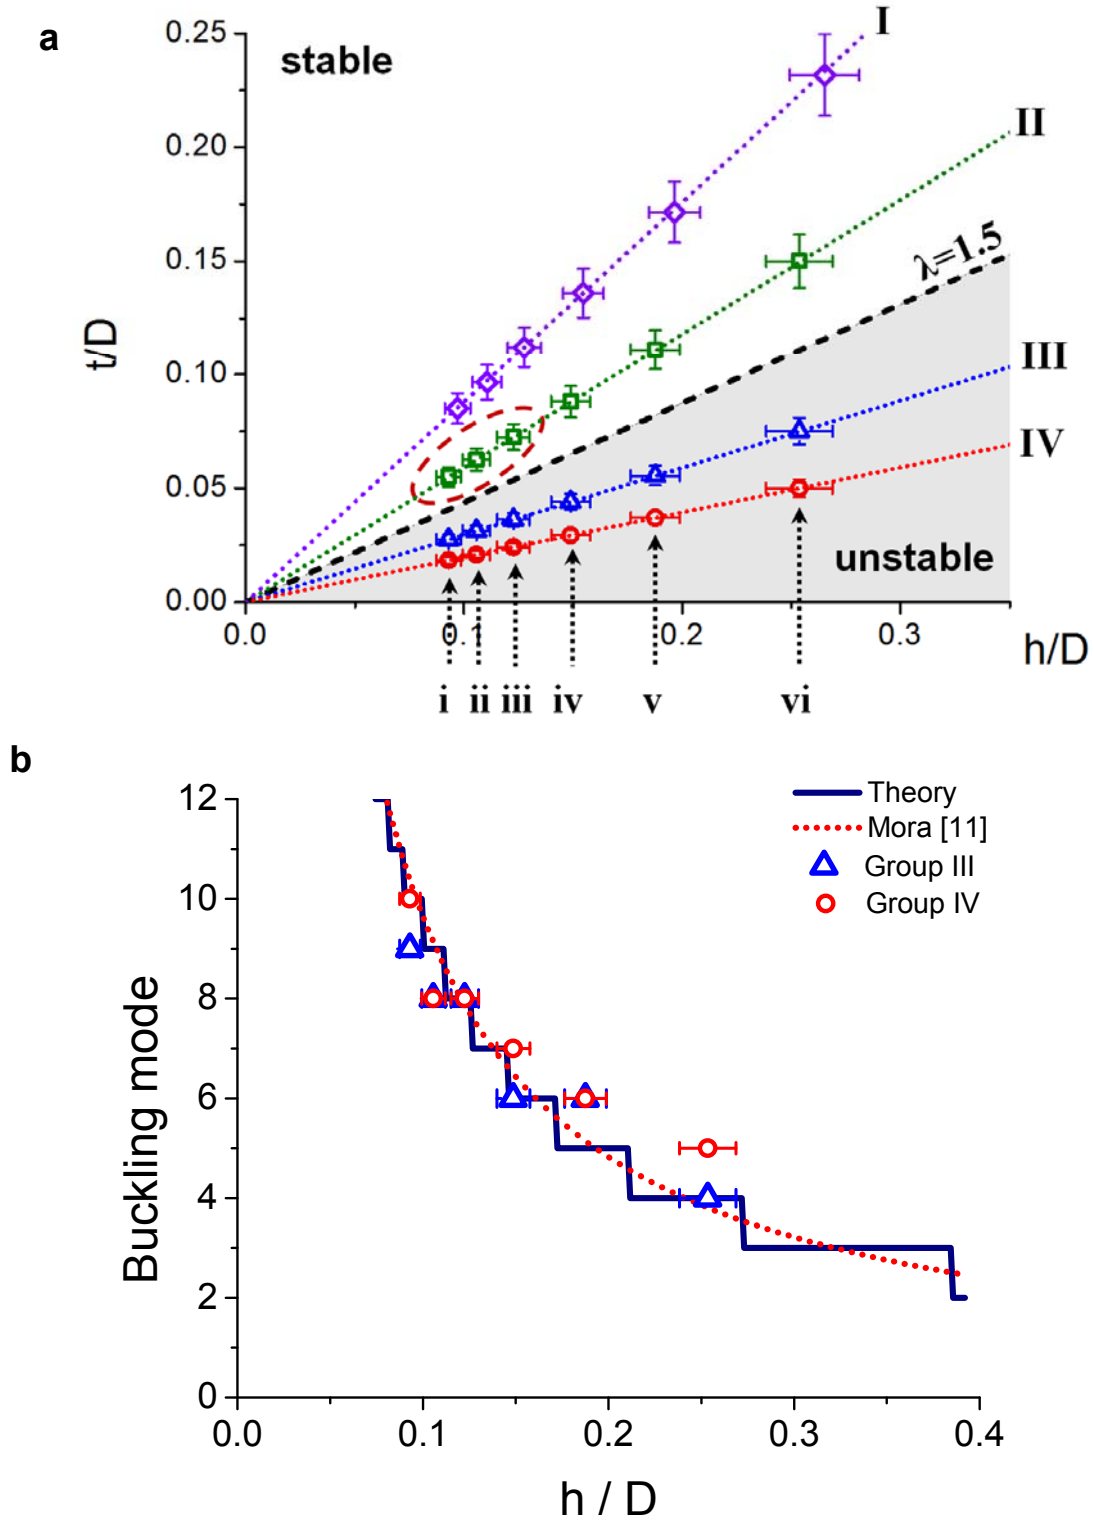 a
I
0.25
stable
II
0.20
λ=1.5
0.15
t/D
III
0.10
IV
0.05
unstable
0.00
0.0 0.1 0.2 0.3
h/D
i ii iii iv v vi
b
12
Theory
Mora [11]
Group III
10
Group IV
8
Buckling mode
6
4
2
0
0.0 0.1 0.2 0.3 0.4
h / D